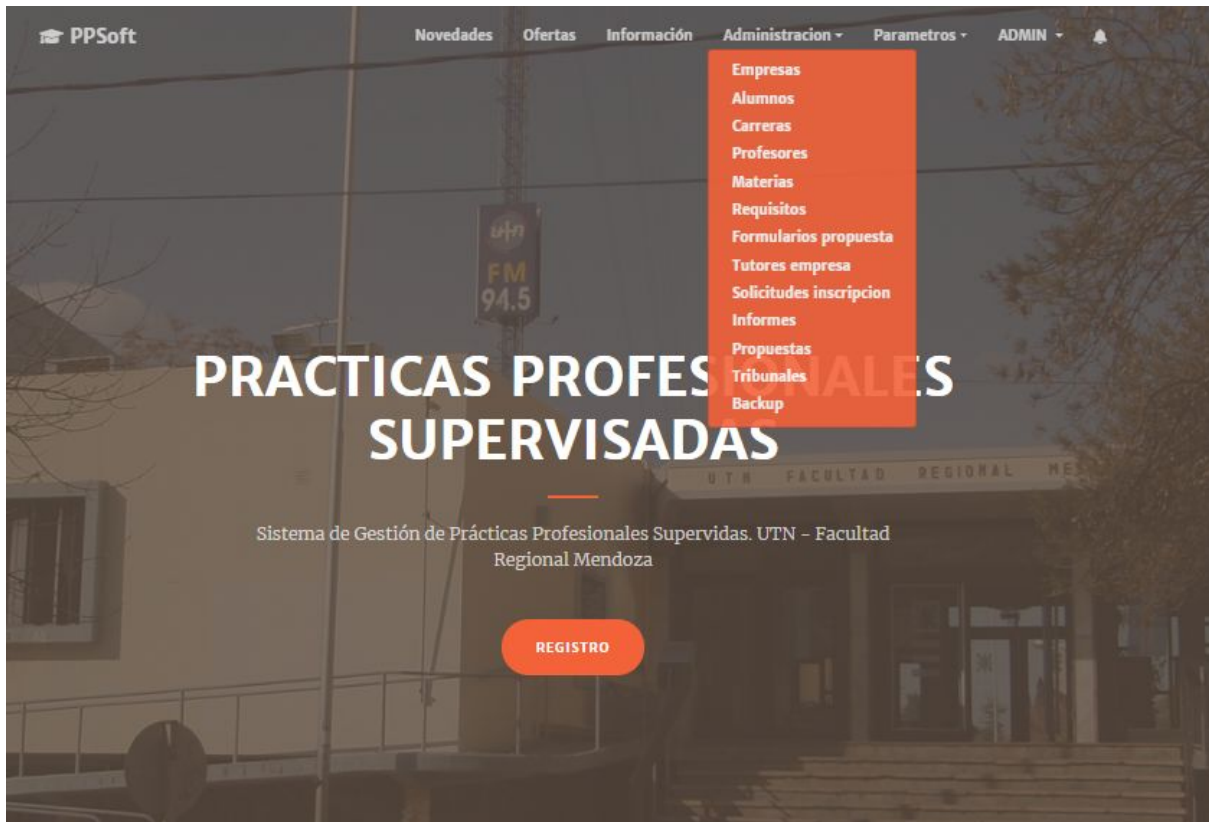 PPSoft
Novedades Ofertas Información Administracion Parametros ADMIN
Empresas
Alumnos
Carreras
Profesores
Materias
Requisitos
Formularios propuesta
Tutores empresa
Solicitudes inscripcion
Informes
Propuestas
Tribunales
Backup
utn
FM
94.5
PRACTICAS PROFESIONALES
SUPERVISADAS
UTN FACULTAD REGIONAL ME
Sistema de Gestión de Prácticas Profesionales Supervidas. UTN – Facultad
Regional Mendoza
REGISTRO